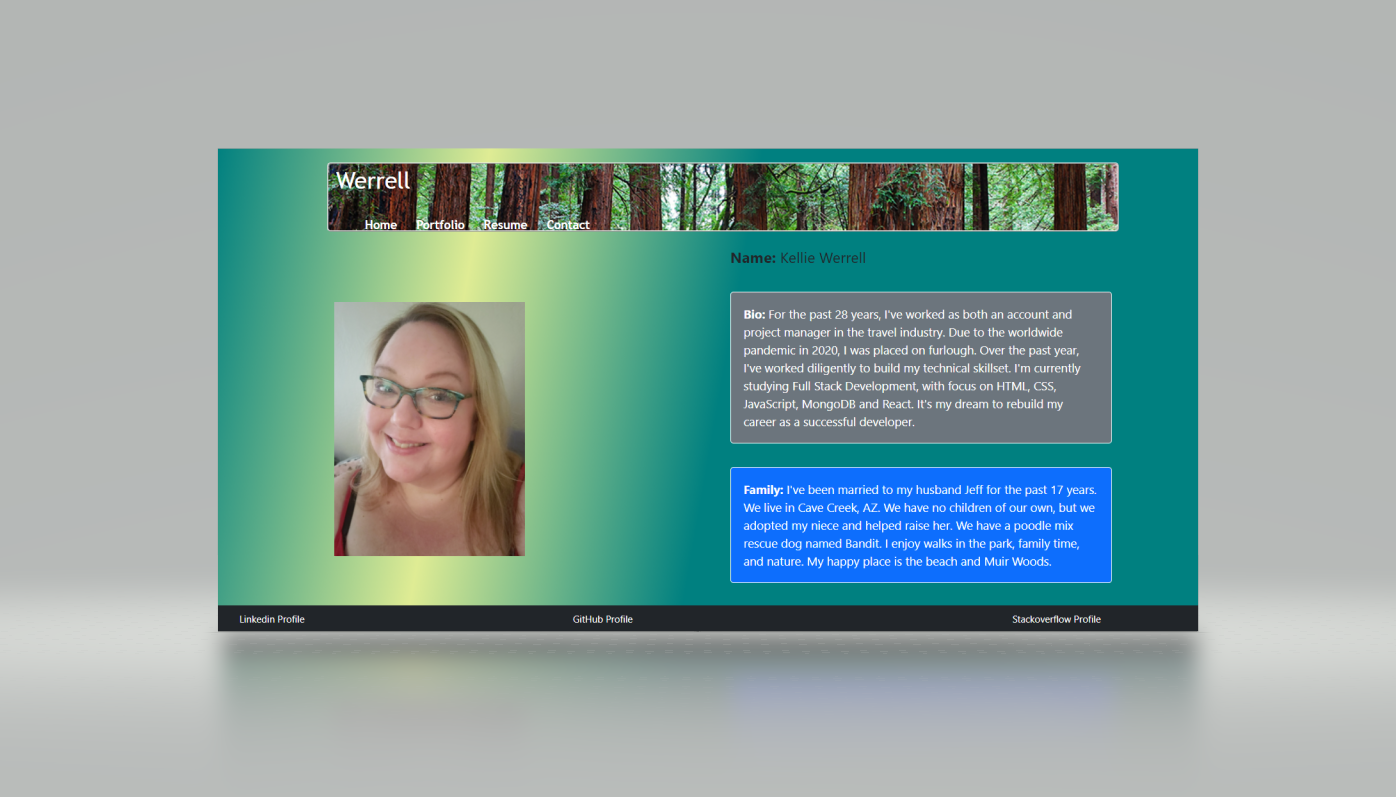 Werrell
Home Portfolio Resume Contact
Name: Kellie Werrell
Bio: For the past 28 years, I've worked as both an account and
project manager in the travel industry. Due to the worldwide
pandemic in 2020, I was placed on furlough. Over the past year,
I've worked diligently to build my technical skillset. I'm currently
studying Full Stack Development, with focus on HTML, CSS,
JavaScript, MongoDB and React. It's my dream to rebuild my
career as a successful developer.
Family: I've been married to my husband Jeff for the past 17 years.
We live in Cave Creek, AZ. We have no children of our own, but we
adopted my niece and helped raise her. We have a poodle mix
rescue dog named Bandit. I enjoy walks in the park, family time,
and nature. My happy place is the beach and Muir Woods.
Linkedin Profile GitHub Profile Stackoverflow Profile